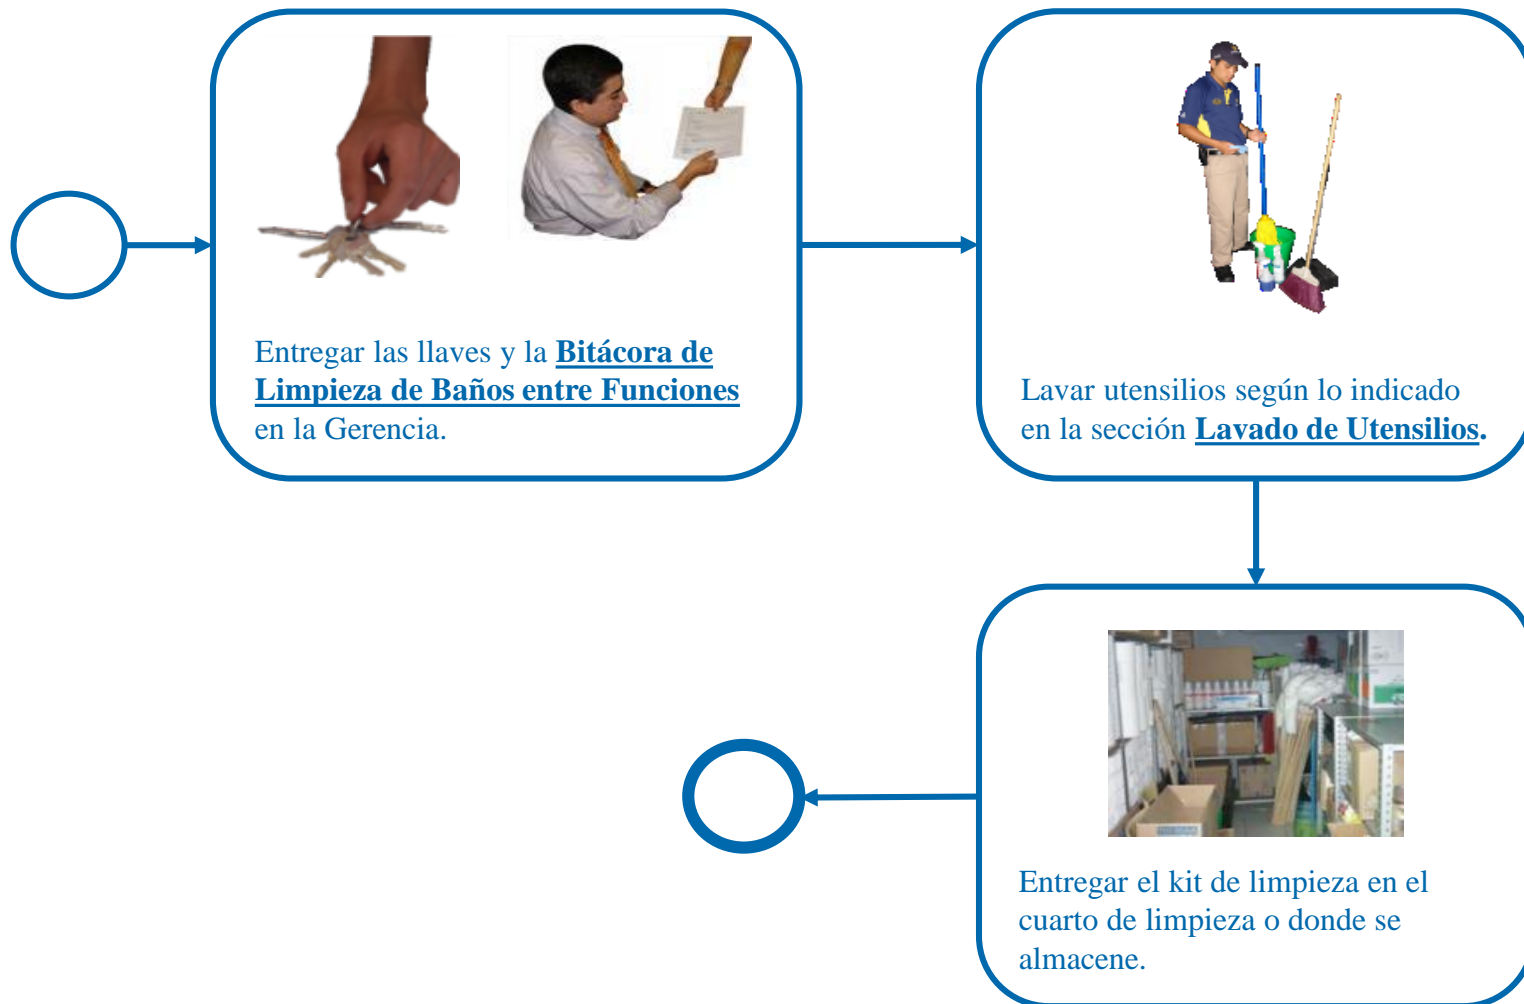 Entregar las llaves y la Bitácora de
Limpieza de Baños entre Funciones
en la Gerencia.
Lavar utensilios según lo indicado
en la sección Lavado de Utensilios.
Entregar el kit de limpieza en el
cuarto de limpieza o donde se
almacene.